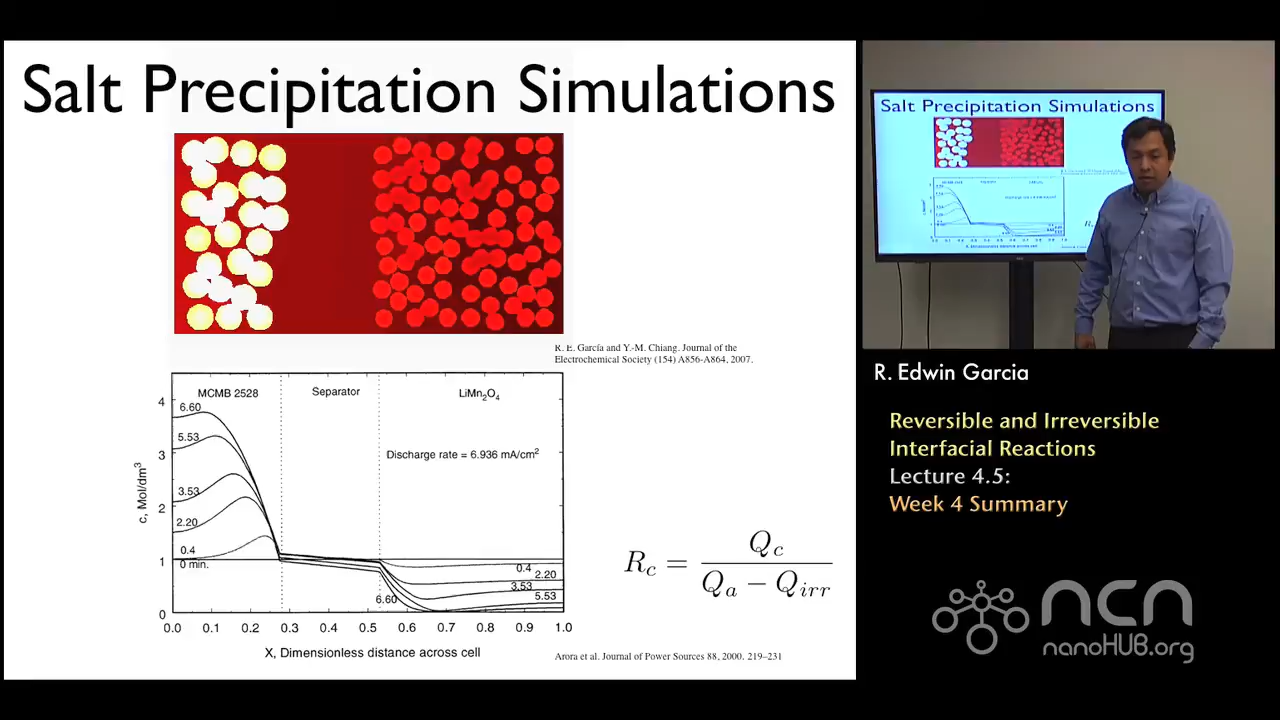 Salt Precipitation Simulations
R. E. García and Y.-M. Chiang. Journal of the
Electrochemical Society (154) A856-A864, 2007.
MCMB 2528
Separator
LiMn2O4
Discharge rate = 6.936 mA/cm2
c, Mol/dm3
4
3
2
1
0
6.60
5.53
3.53
2.20
0.4
0 min.
0.4
2.20
3.53
5.53
6.60
0.0 0.1 0.2 0.3 0.4 0.5 0.6 0.7 0.8 0.9 1.0
X, Dimensionless distance across cell
Rc = Qc / (Qa − Qirr)
Arora et al. Journal of Power Sources 88, 2000. 219–231
Salt Precipitation Simulations
R. Edwin Garcia
Reversible and Irreversible
Interfacial Reactions
Lecture 4.5:
Week 4 Summary
ncn
nanoHUB.org